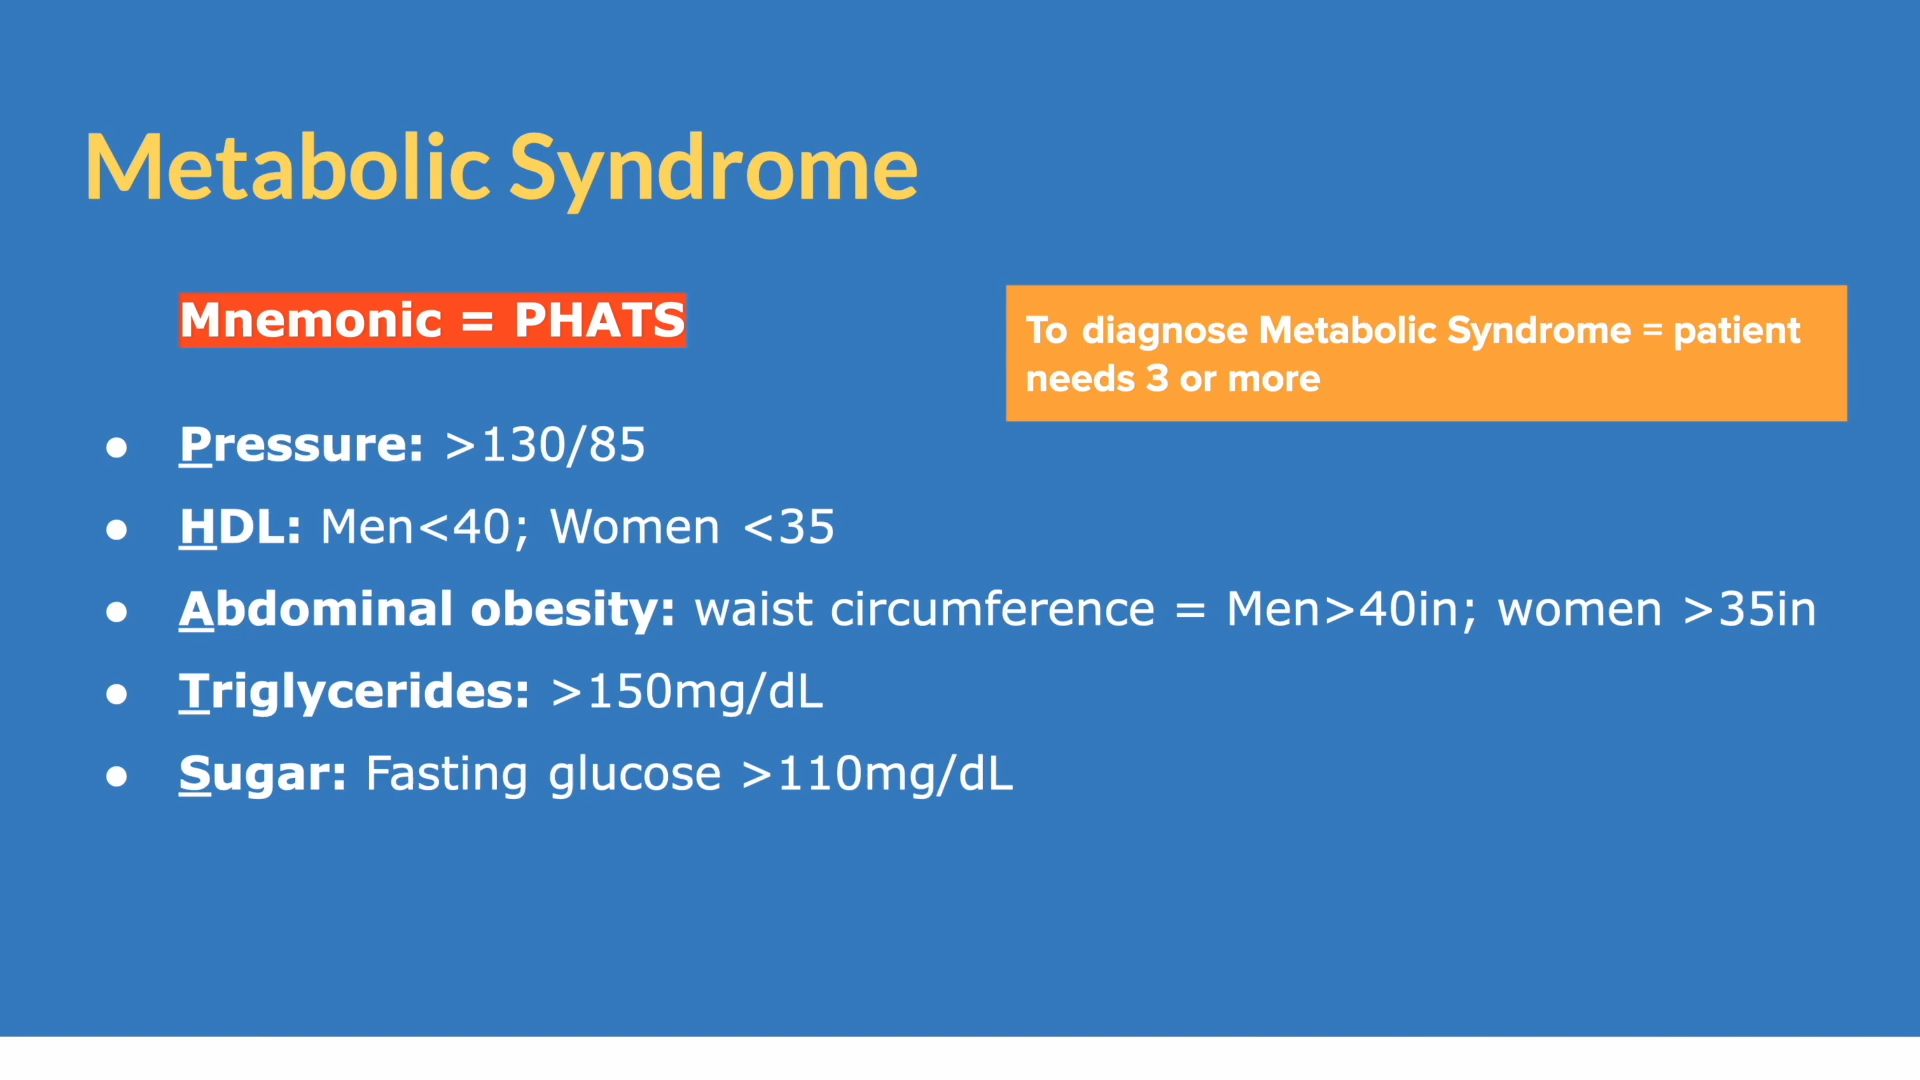 Metabolic Syndrome
Mnemonic = PHATS
To diagnose Metabolic Syndrome = patient
needs 3 or more
● Pressure: >130/85
● HDL: Men<40; Women <35
● Abdominal obesity: waist circumference = Men>40in; women >35in
● Triglycerides: >150mg/dL
● Sugar: Fasting glucose >110mg/dL